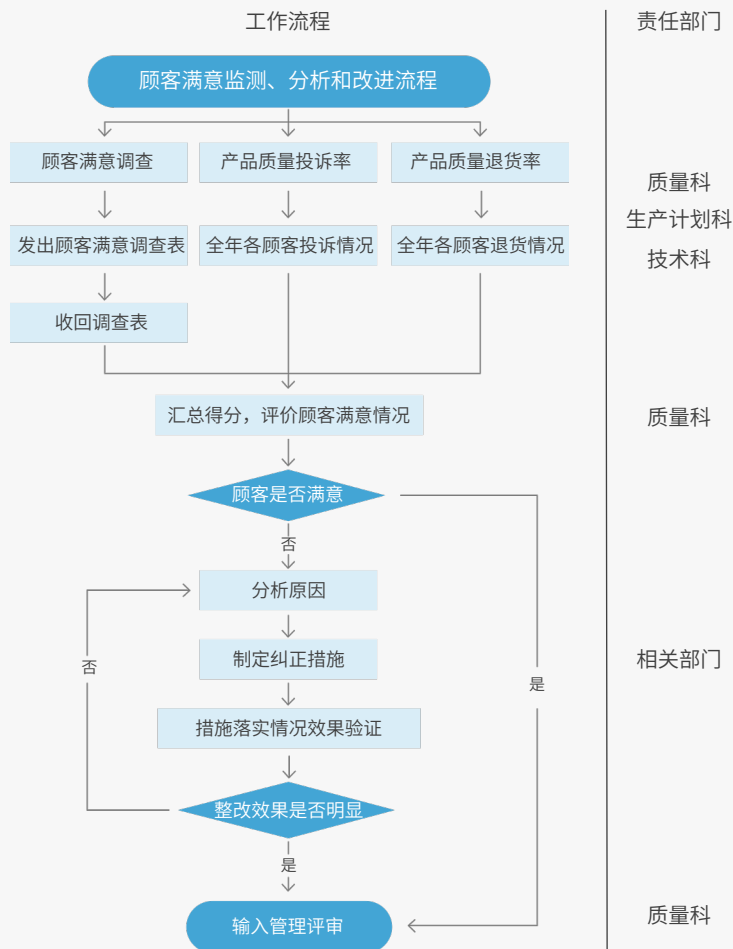 工作流程
责任部门
顾客满意监测、分析和改进流程
顾客满意调查
产品质量投诉率
产品质量退货率
质量科
生产计划科
发出顾客满意调查表
全年各顾客投诉情况
全年各顾客退货情况
技术科
收回调查表
汇总得分，评价顾客满意情况
质量科
顾客是否满意
否
分析原因
制定纠正措施
否
相关部门
是
措施落实情况效果验证
整改效果是否明显
是
输入管理评审
质量科